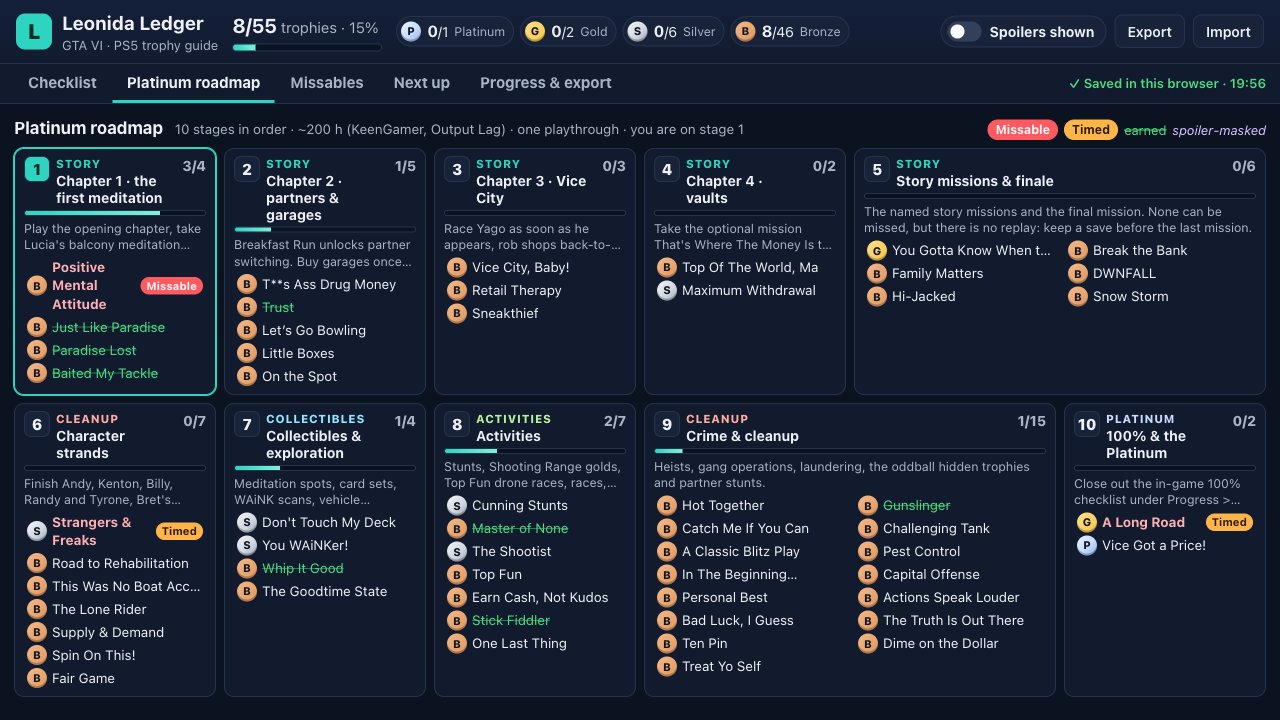 L
Leonida Ledger
GTA VI · PS5 trophy guide
8/55 trophies · 15%
P 0/1 Platinum
G 0/2 Gold
S 0/6 Silver
B 8/46 Bronze
Spoilers shown
Export
Import
Checklist
Platinum roadmap
Missables
Next up
Progress & export
✓ Saved in this browser · 19:56
Platinum roadmap
10 stages in order · ~200 h (KeenGamer, Output Lag) · one playthrough · you are on stage 1
Missable
Timed
earned
spoiler-masked
1
STORY
3/4
Chapter 1 · the
first meditation
Play the opening chapter, take
Lucia's balcony meditation…
B Positive
Mental
Attitude
Missable
B Just Like Paradise
B Paradise Lost
B Baited My Tackle
2
STORY
1/5
Chapter 2 ·
partners &
garages
Breakfast Run unlocks partner
switching. Buy garages once…
B T**s Ass Drug Money
B Trust
B Let’s Go Bowling
B Little Boxes
B On the Spot
3
STORY
0/3
Chapter 3 · Vice
City
Race Yago as soon as he
appears, rob shops back-to-…
B Vice City, Baby!
B Retail Therapy
B Sneakthief
4
STORY
0/2
Chapter 4 ·
vaults
Take the optional mission
That's Where The Money Is t…
B Top Of The World, Ma
S Maximum Withdrawal
5
STORY
0/6
Story missions & finale
The named story missions and the final mission. None can be
missed, but there is no replay: keep a save before the last mission.
G You Gotta Know When t…
B Family Matters
B Hi-Jacked
B Break the Bank
B DWNFALL
B Snow Storm
6
CLEANUP
0/7
Character
strands
Finish Andy, Kenton, Billy,
Randy and Tyrone, Bret's…
S Strangers &
Freaks
Timed
B Road to Rehabilitation
B This Was No Boat Acc…
B The Lone Rider
B Supply & Demand
B Spin On This!
B Fair Game
7
COLLECTIBLES
1/4
Collectibles &
exploration
Meditation spots, card sets,
WAiNK scans, vehicle…
S Don't Touch My Deck
S You WAiNKer!
B Whip It Good
B The Goodtime State
8
ACTIVITIES
2/7
Activities
Stunts, Shooting Range golds,
Top Fun drone races, races,…
S Cunning Stunts
B Master of None
S The Shootist
B Top Fun
B Earn Cash, Not Kudos
B Stick Fiddler
B One Last Thing
9
CLEANUP
1/15
Crime & cleanup
Heists, gang operations, laundering, the oddball hidden trophies
and partner stunts.
B Hot Together
B Catch Me If You Can
B A Classic Blitz Play
B In The Beginning…
B Personal Best
B Bad Luck, I Guess
B Ten Pin
B Treat Yo Self
B Gunslinger
B Challenging Tank
B Pest Control
B Capital Offense
B Actions Speak Louder
B The Truth Is Out There
B Dime on the Dollar
10
PLATINUM
0/2
100% & the
Platinum
Close out the in-game 100%
checklist under Progress >…
G A Long Road
Timed
P Vice Got a Price!